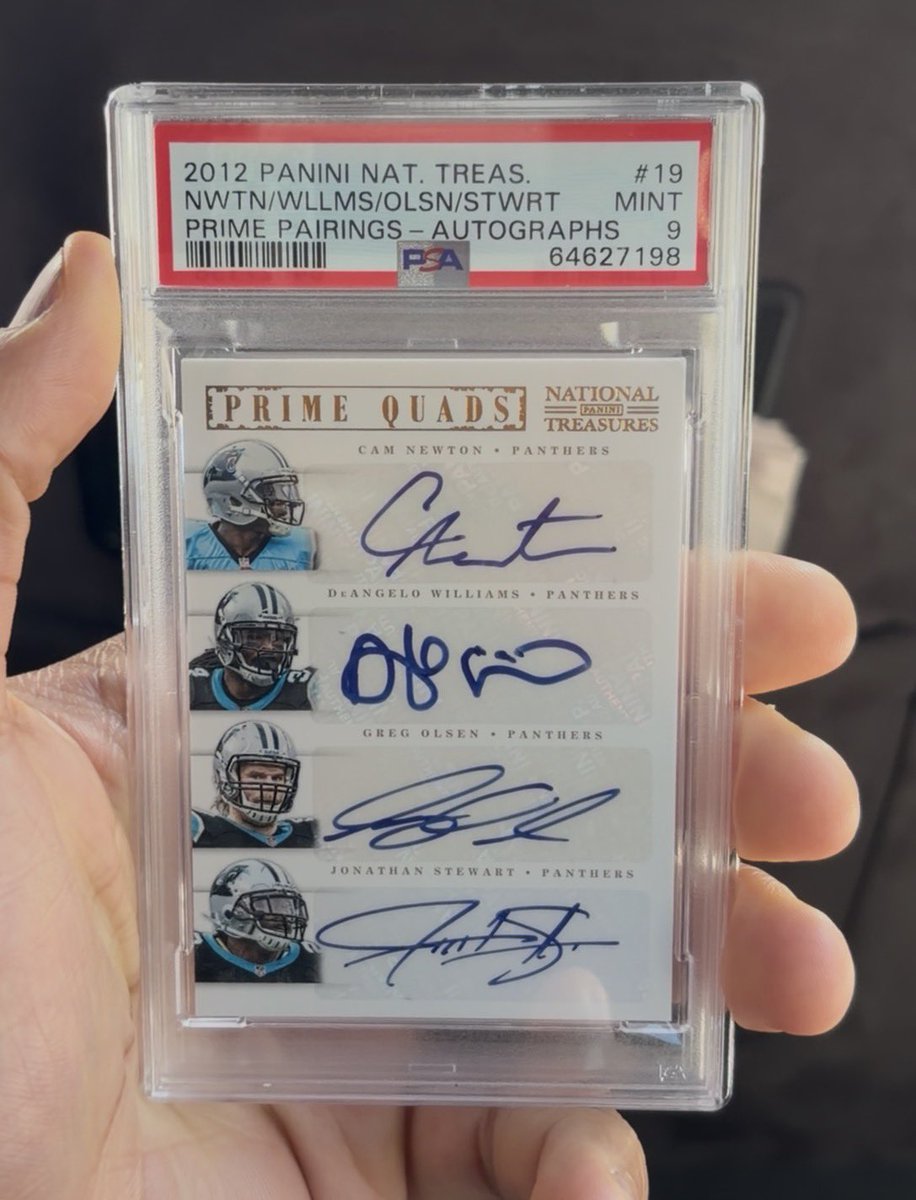 2012 PANINI NAT. TREAS. #19
NWTN/WLLMS/OLSN/STWRT MINT
PRIME PAIRINGS-AUTOGRAPHS 9
PSA 64627198
PRIME QUADS
NATIONAL
PANINI
TREASURES
CAM NEWTON • PANTHERS
DeANGELO WILLIAMS • PANTHERS
GREG OLSEN • PANTHERS
JONATHAN STEWART • PANTHERS